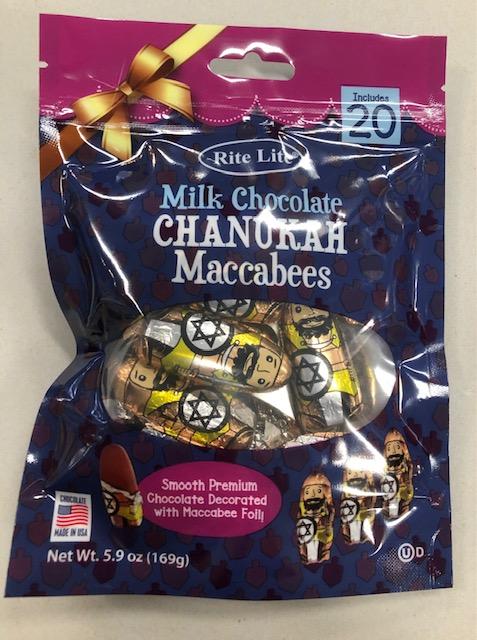 Includes
20
Rite Lite
Milk Chocolate
CHANUKAH
Maccabees
Smooth Premium
Chocolate Decorated
with Maccabee Foil!
CHOCOLATE
MADE IN USA
Net Wt. 5.9 oz (169g)
U D